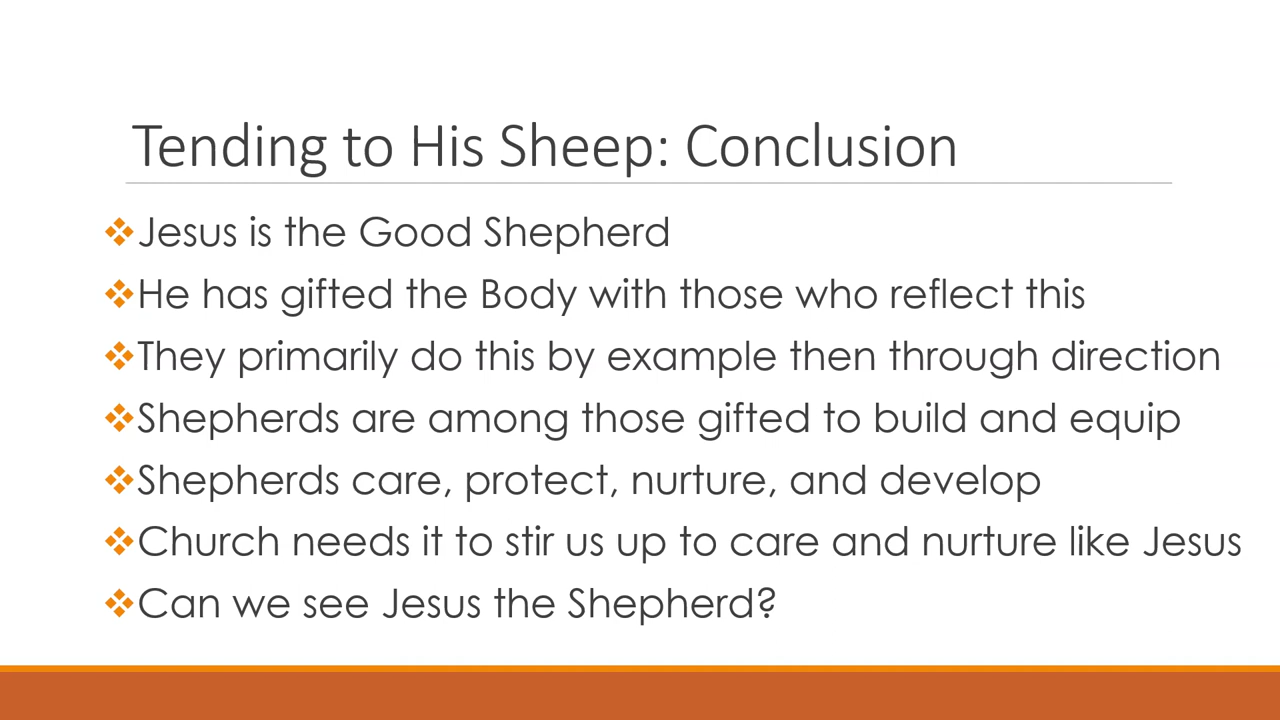 Tending to His Sheep: Conclusion
❖Jesus is the Good Shepherd
❖He has gifted the Body with those who reflect this
❖They primarily do this by example then through direction
❖Shepherds are among those gifted to build and equip
❖Shepherds care, protect, nurture, and develop
❖Church needs it to stir us up to care and nurture like Jesus
❖Can we see Jesus the Shepherd?